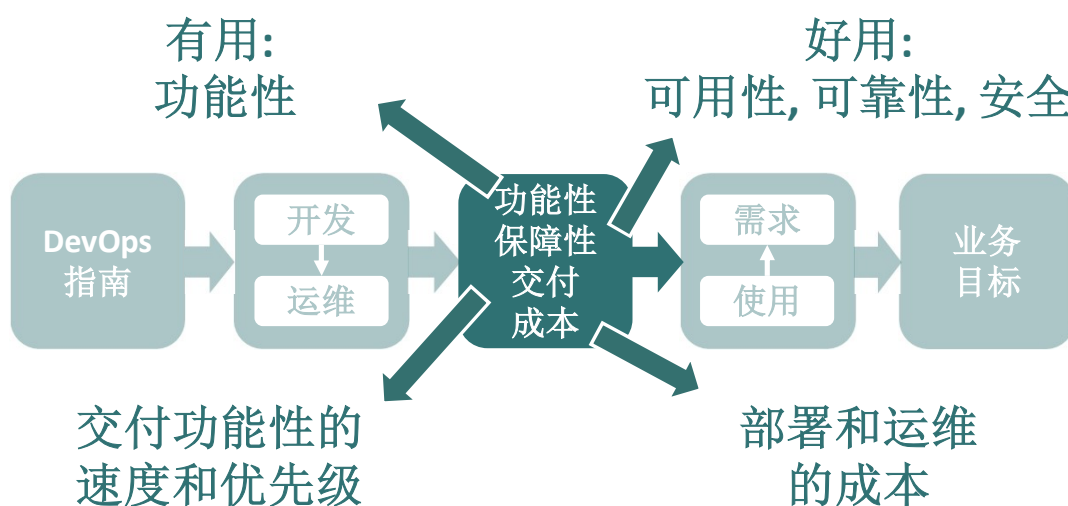 有用:
功能性
好用:
可用性, 可靠性, 安全
DevOps
指南
开发
运维
功能性
保障性
交付
成本
需求
使用
业务
目标
交付功能性的
速度和优先级
部署和运维
的成本